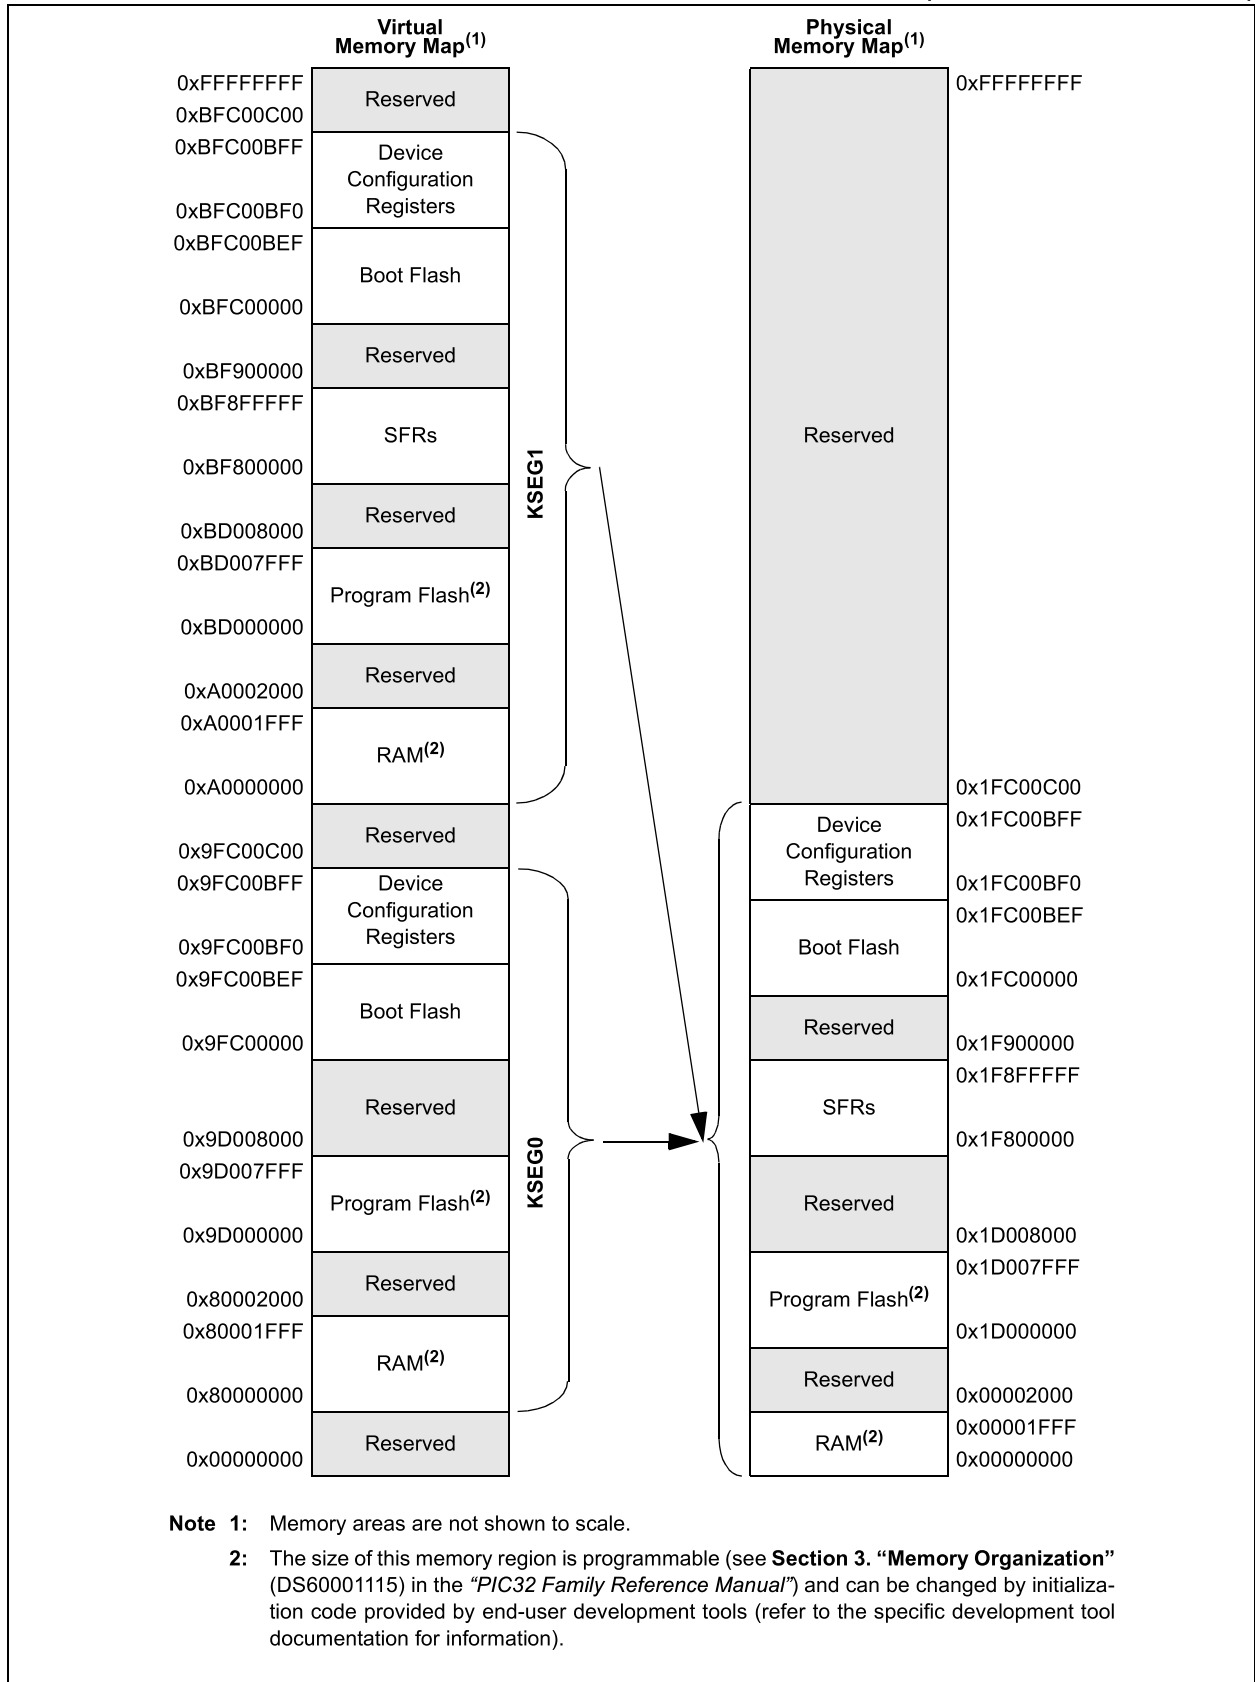 Virtual
Memory Map(1)
Physical
Memory Map(1)
0xFFFFFFFF
Reserved
0xBFC00C00
0xBFC00BFF
Device
Configuration
Registers
0xBFC00BF0
0xBFC00BEF
Boot Flash
0xBFC00000
Reserved
0xBF900000
0xBF8FFFFF
SFRs
0xBF800000
Reserved
0xBD008000
0xBD007FFF
Program Flash(2)
0xBD000000
Reserved
0xA0002000
0xA0001FFF
RAM(2)
0xA0000000
KSEG1
Reserved
0x9FC00C00
0x9FC00BFF
Device
Configuration
Registers
0x9FC00BF0
0x9FC00BEF
Boot Flash
0x9FC00000
Reserved
0x9D008000
0x9D007FFF
Program Flash(2)
0x9D000000
Reserved
0x80002000
0x80001FFF
RAM(2)
0x80000000
KSEG0
Reserved
0x00000000
0xFFFFFFFF
Reserved
0x1FC00C00
Device
Configuration
Registers
0x1FC00BFF
0x1FC00BF0
0x1FC00BEF
Boot Flash
0x1FC00000
Reserved
0x1F900000
0x1F8FFFFF
SFRs
0x1F800000
Reserved
0x1D008000
0x1D007FFF
Program Flash(2)
0x1D000000
Reserved
0x00002000
0x00001FFF
RAM(2)
0x00000000
Note 1: Memory areas are not shown to scale.
2: The size of this memory region is programmable (see Section 3. “Memory Organization”
(DS60001115) in the “PIC32 Family Reference Manual”) and can be changed by initializa-
tion code provided by end-user development tools (refer to the specific development tool
documentation for information).